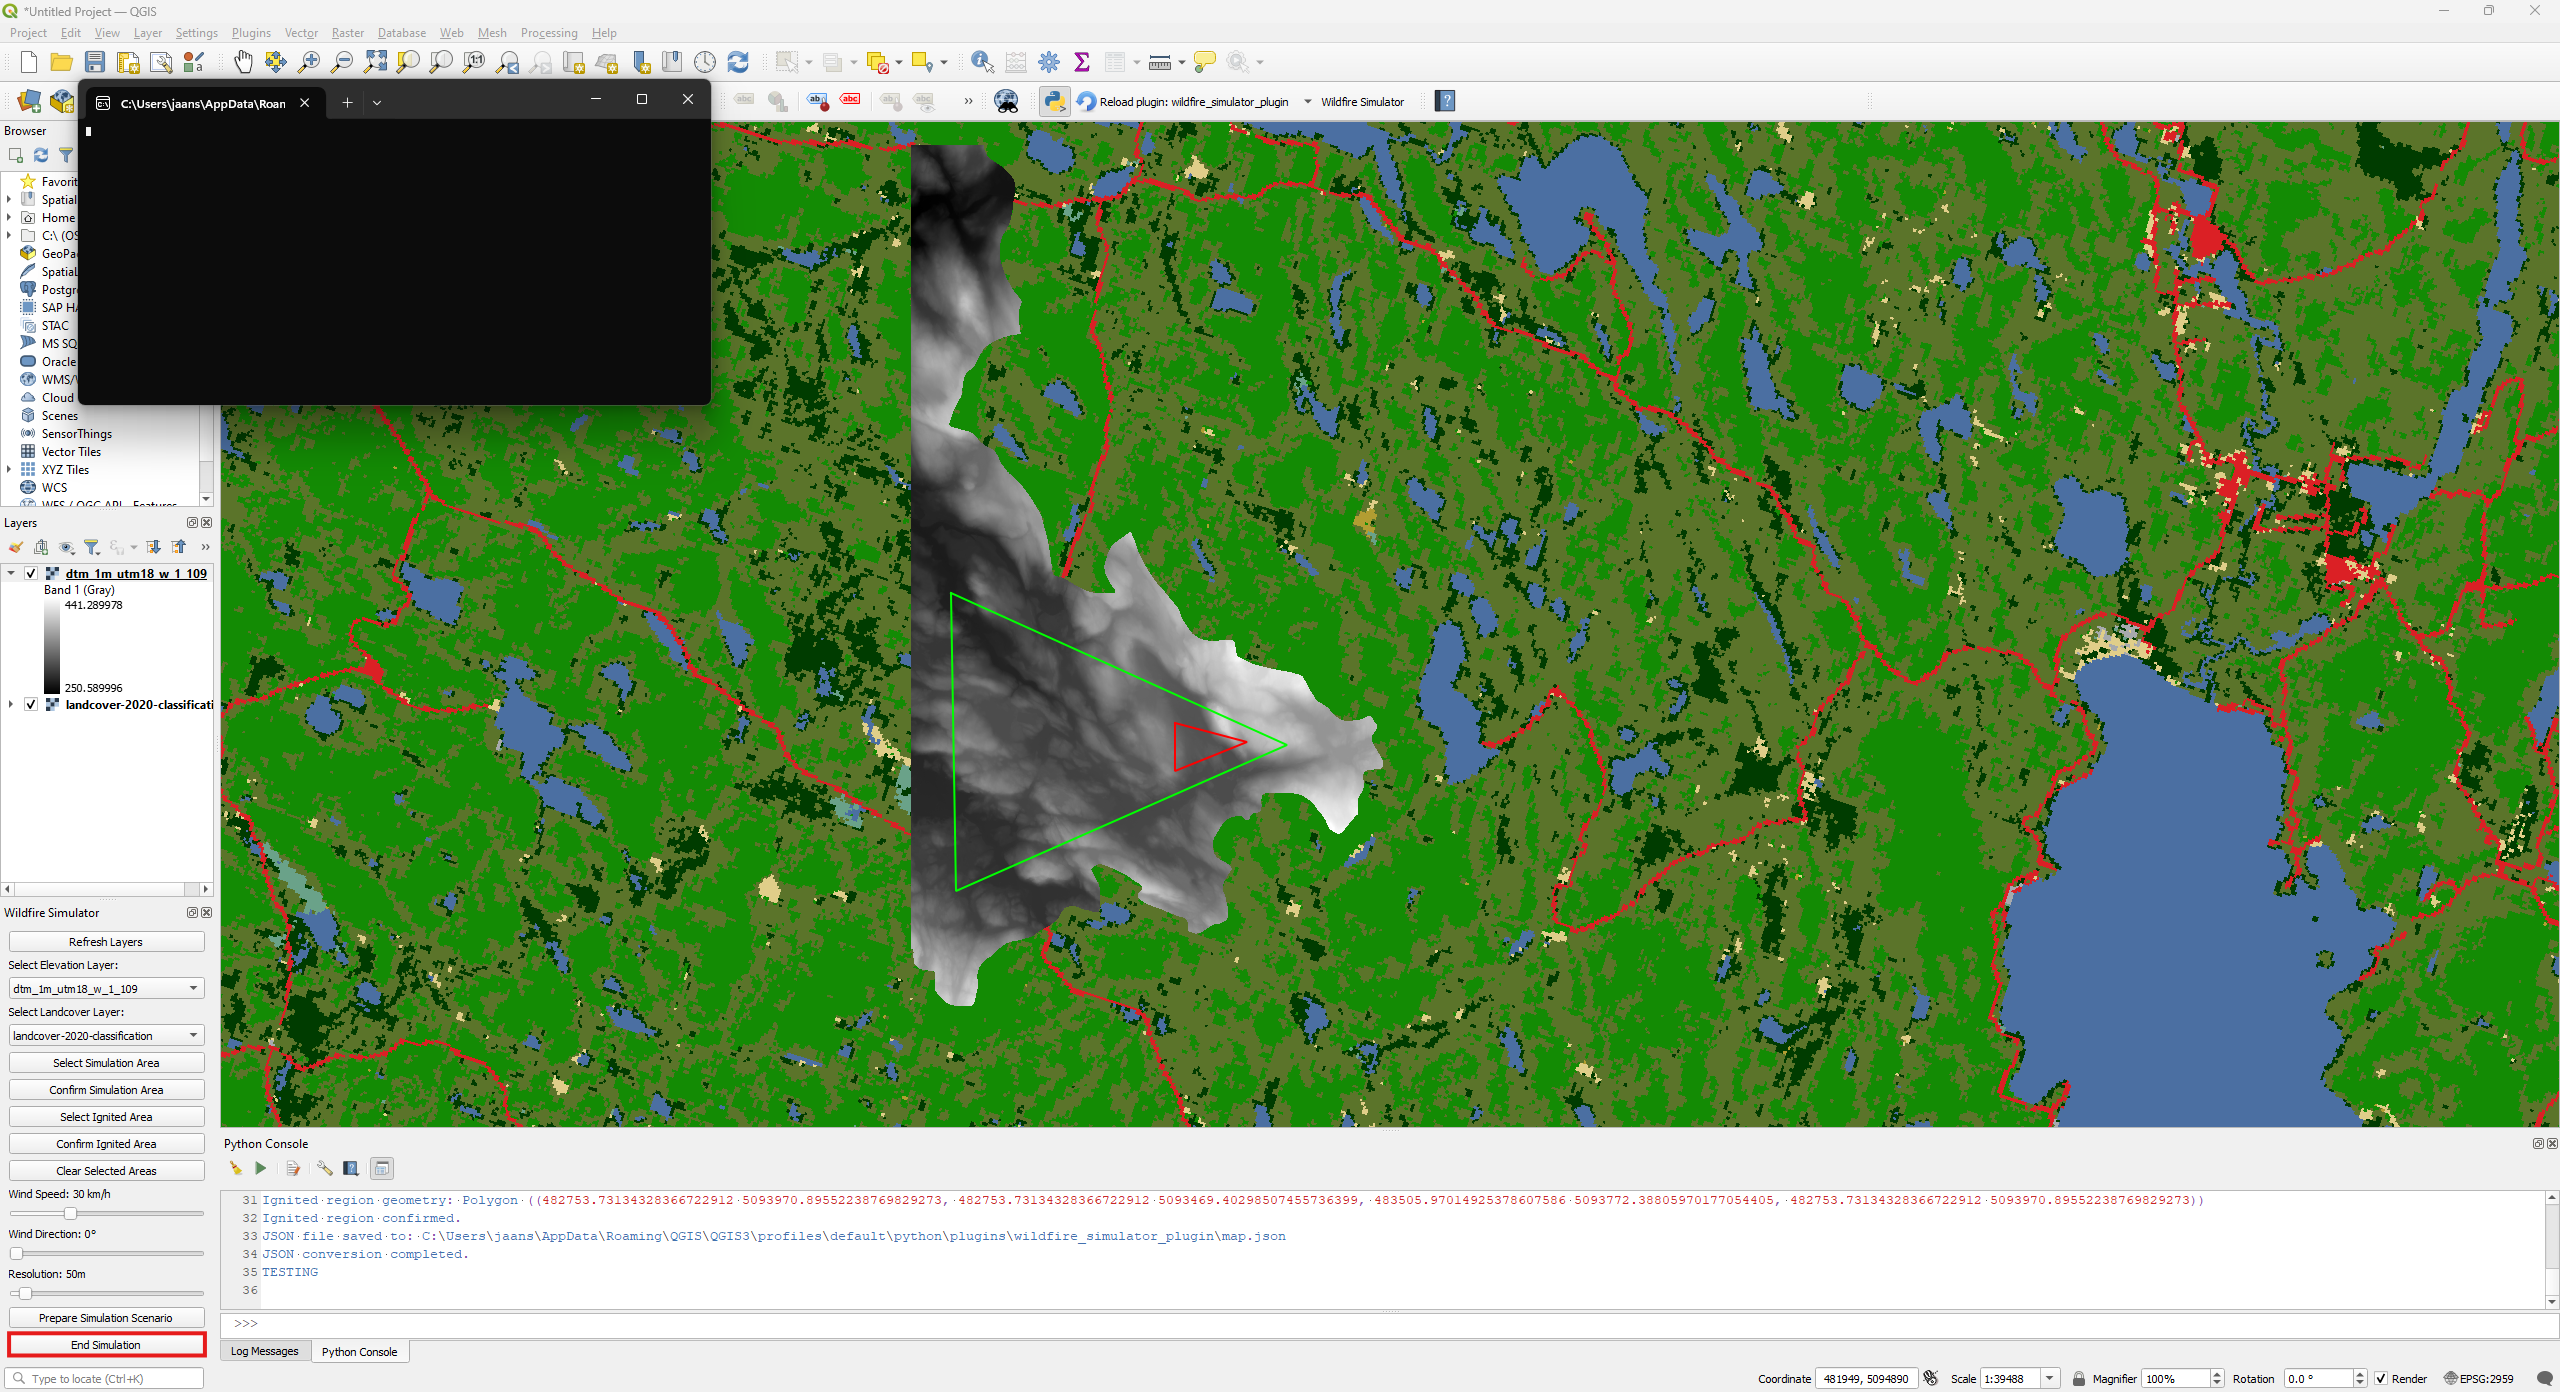 *Untitled Project — QGIS
Project Edit View Layer Settings Plugins Vector Raster Database Web Mesh Processing Help
C:\Users\jaans\AppData\Roan
abc abc abc abc abc
Reload plugin: wildfire_simulator_plugin Wildfire Simulator
Browser
Favorit
Spatial
Home
C:\ (OS
GeoPa
SpatiaL
Postgr
SAP HA
STAC
MS SQ
Oracle
WMS/
Cloud
Scenes
SensorThings
Vector Tiles
XYZ Tiles
WCS
WFS / OGC API - Features
Layers
dtm_1m_utm18_w_1_109
Band 1 (Gray)
441.289978
250.589996
landcover-2020-classificati
Wildfire Simulator
Refresh Layers
Select Elevation Layer:
dtm_1m_utm18_w_1_109
Select Landcover Layer:
landcover-2020-classification
Select Simulation Area
Confirm Simulation Area
Select Ignited Area
Confirm Ignited Area
Clear Selected Areas
Wind Speed: 30 km/h
Wind Direction: 0°
Resolution: 50m
Prepare Simulation Scenario
End Simulation
Type to locate (Ctrl+K)
Python Console
31 Ignited region geometry: Polygon ((482753.73134328366722912 5093970.89552238769829273, 482753.73134328366722912 5093469.40298507455736399, 483505.97014925378607586 5093772.38805970177054405, 482753.73134328366722912 5093970.89552238769829273))
32 Ignited region confirmed.
33 JSON file saved to: C:\Users\jaans\AppData\Roaming\QGIS\QGIS3\profiles\default\python\plugins\wildfire_simulator_plugin\map.json
34 JSON conversion completed.
35 TESTING
36
>>>
Log Messages Python Console
Coordinate 481949, 5094890 Scale 1:39488 Magnifier 100% Rotation 0.0 ° Render EPSG:2959